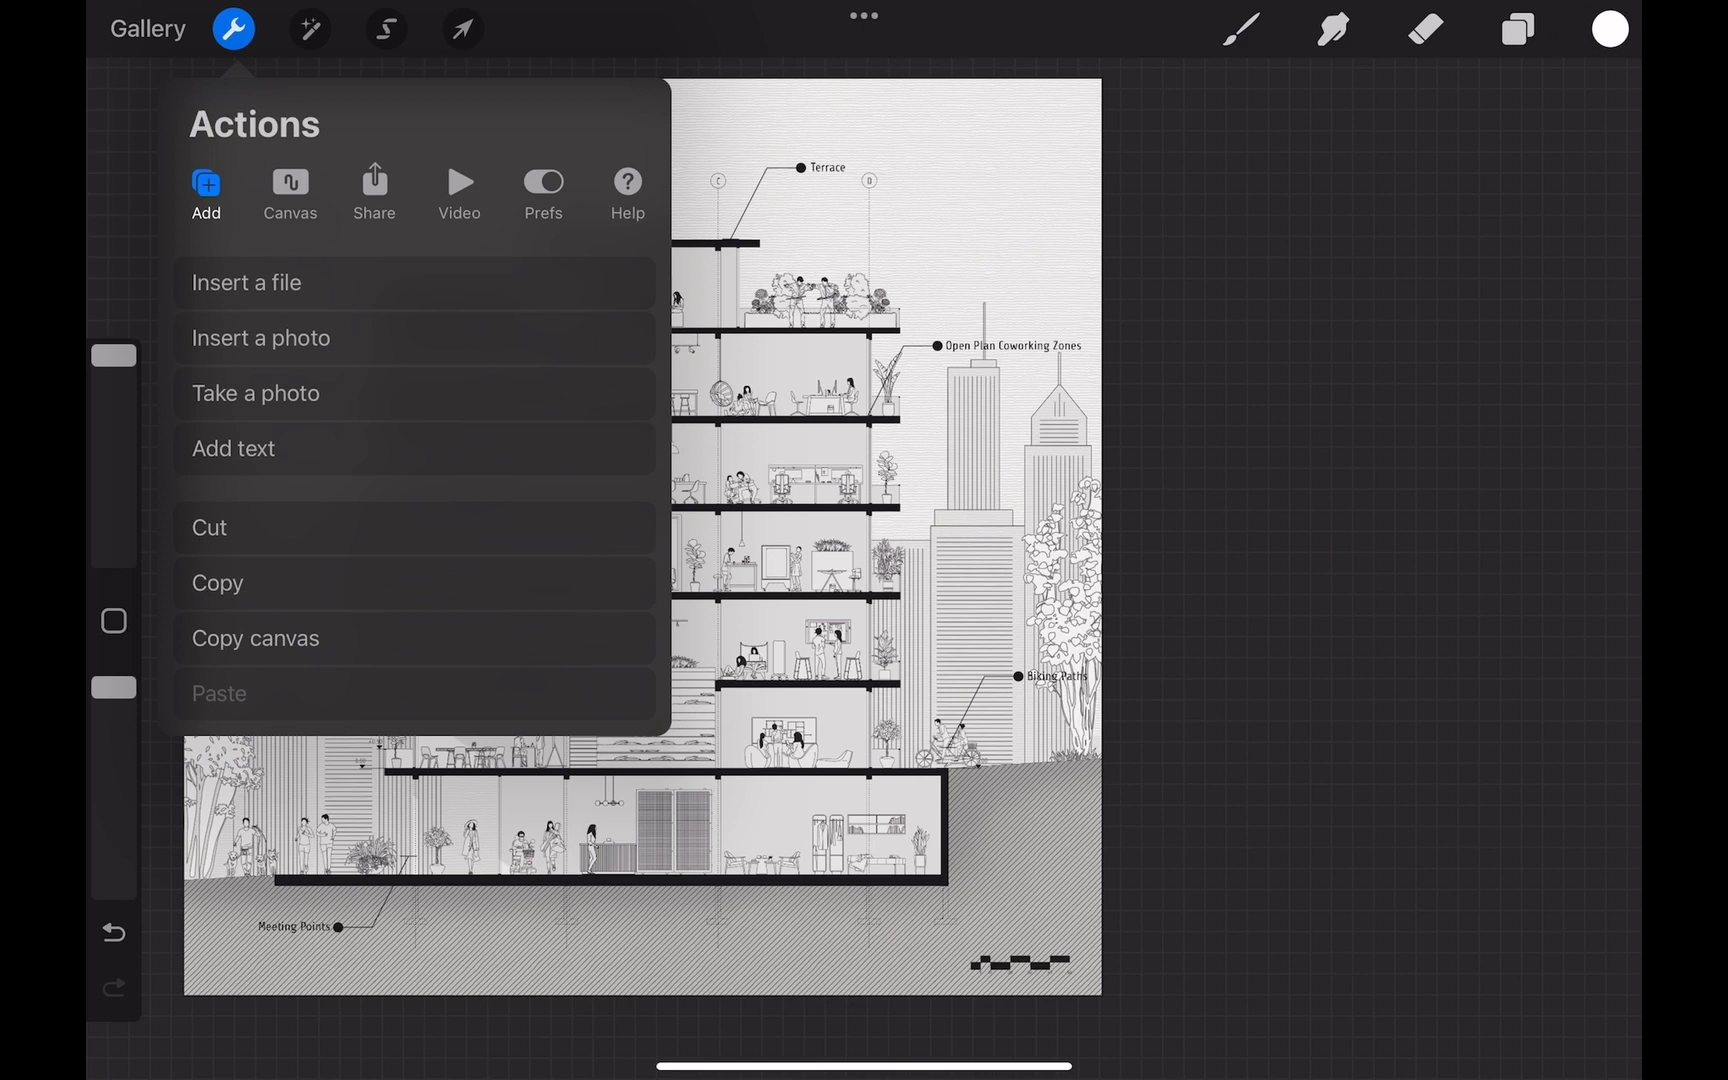 Gallery
Actions
Add
Canvas
Share
Video
Prefs
Help
Insert a file
Insert a photo
Take a photo
Add text
Cut
Copy
Copy canvas
Paste
Terrace
C
D
Open Plan Coworking Zones
Biking Paths
Meeting Points